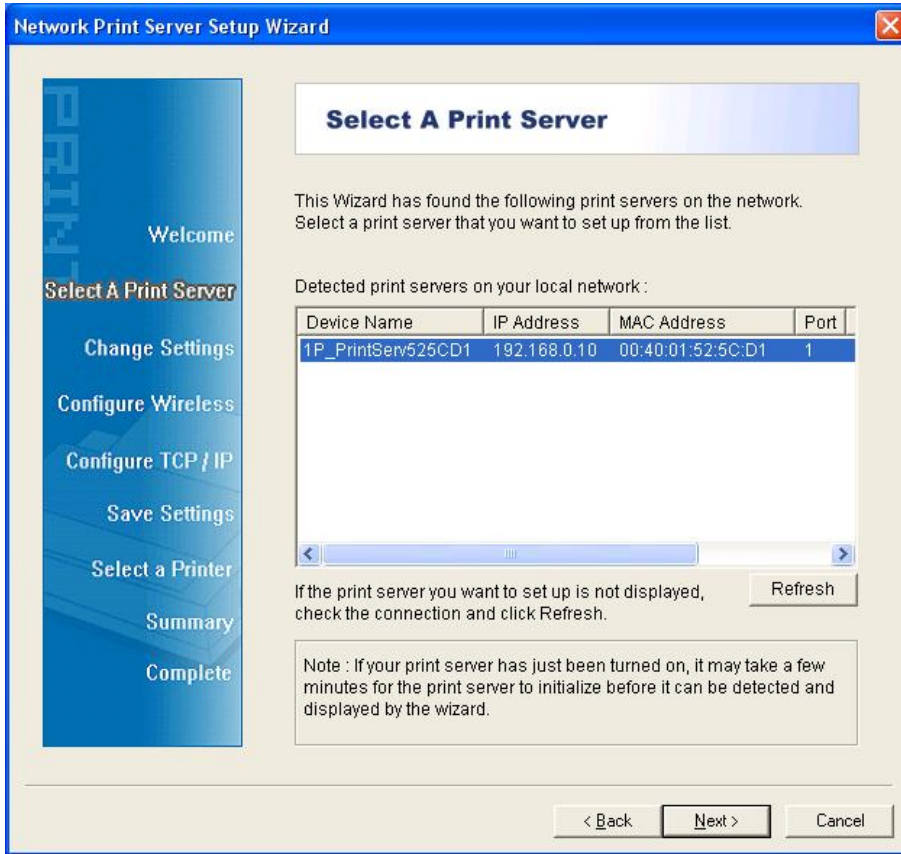 Network Print Server Setup Wizard
PRINT
Welcome
Select A Print Server
Change Settings
Configure Wireless
Configure TCP / IP
Save Settings
Select a Printer
Summary
Complete
Select A Print Server
This Wizard has found the following print servers on the network.
Select a print server that you want to set up from the list.
Detected print servers on your local network :
Device Name IP Address MAC Address Port
1P_PrintServ525CD1 192.168.0.10 00:40:01:52:5C:D1 1
If the print server you want to set up is not displayed,
check the connection and click Refresh.
Refresh
Note : If your print server has just been turned on, it may take a few
minutes for the print server to initialize before it can be detected and
displayed by the wizard.
< Back Next > Cancel